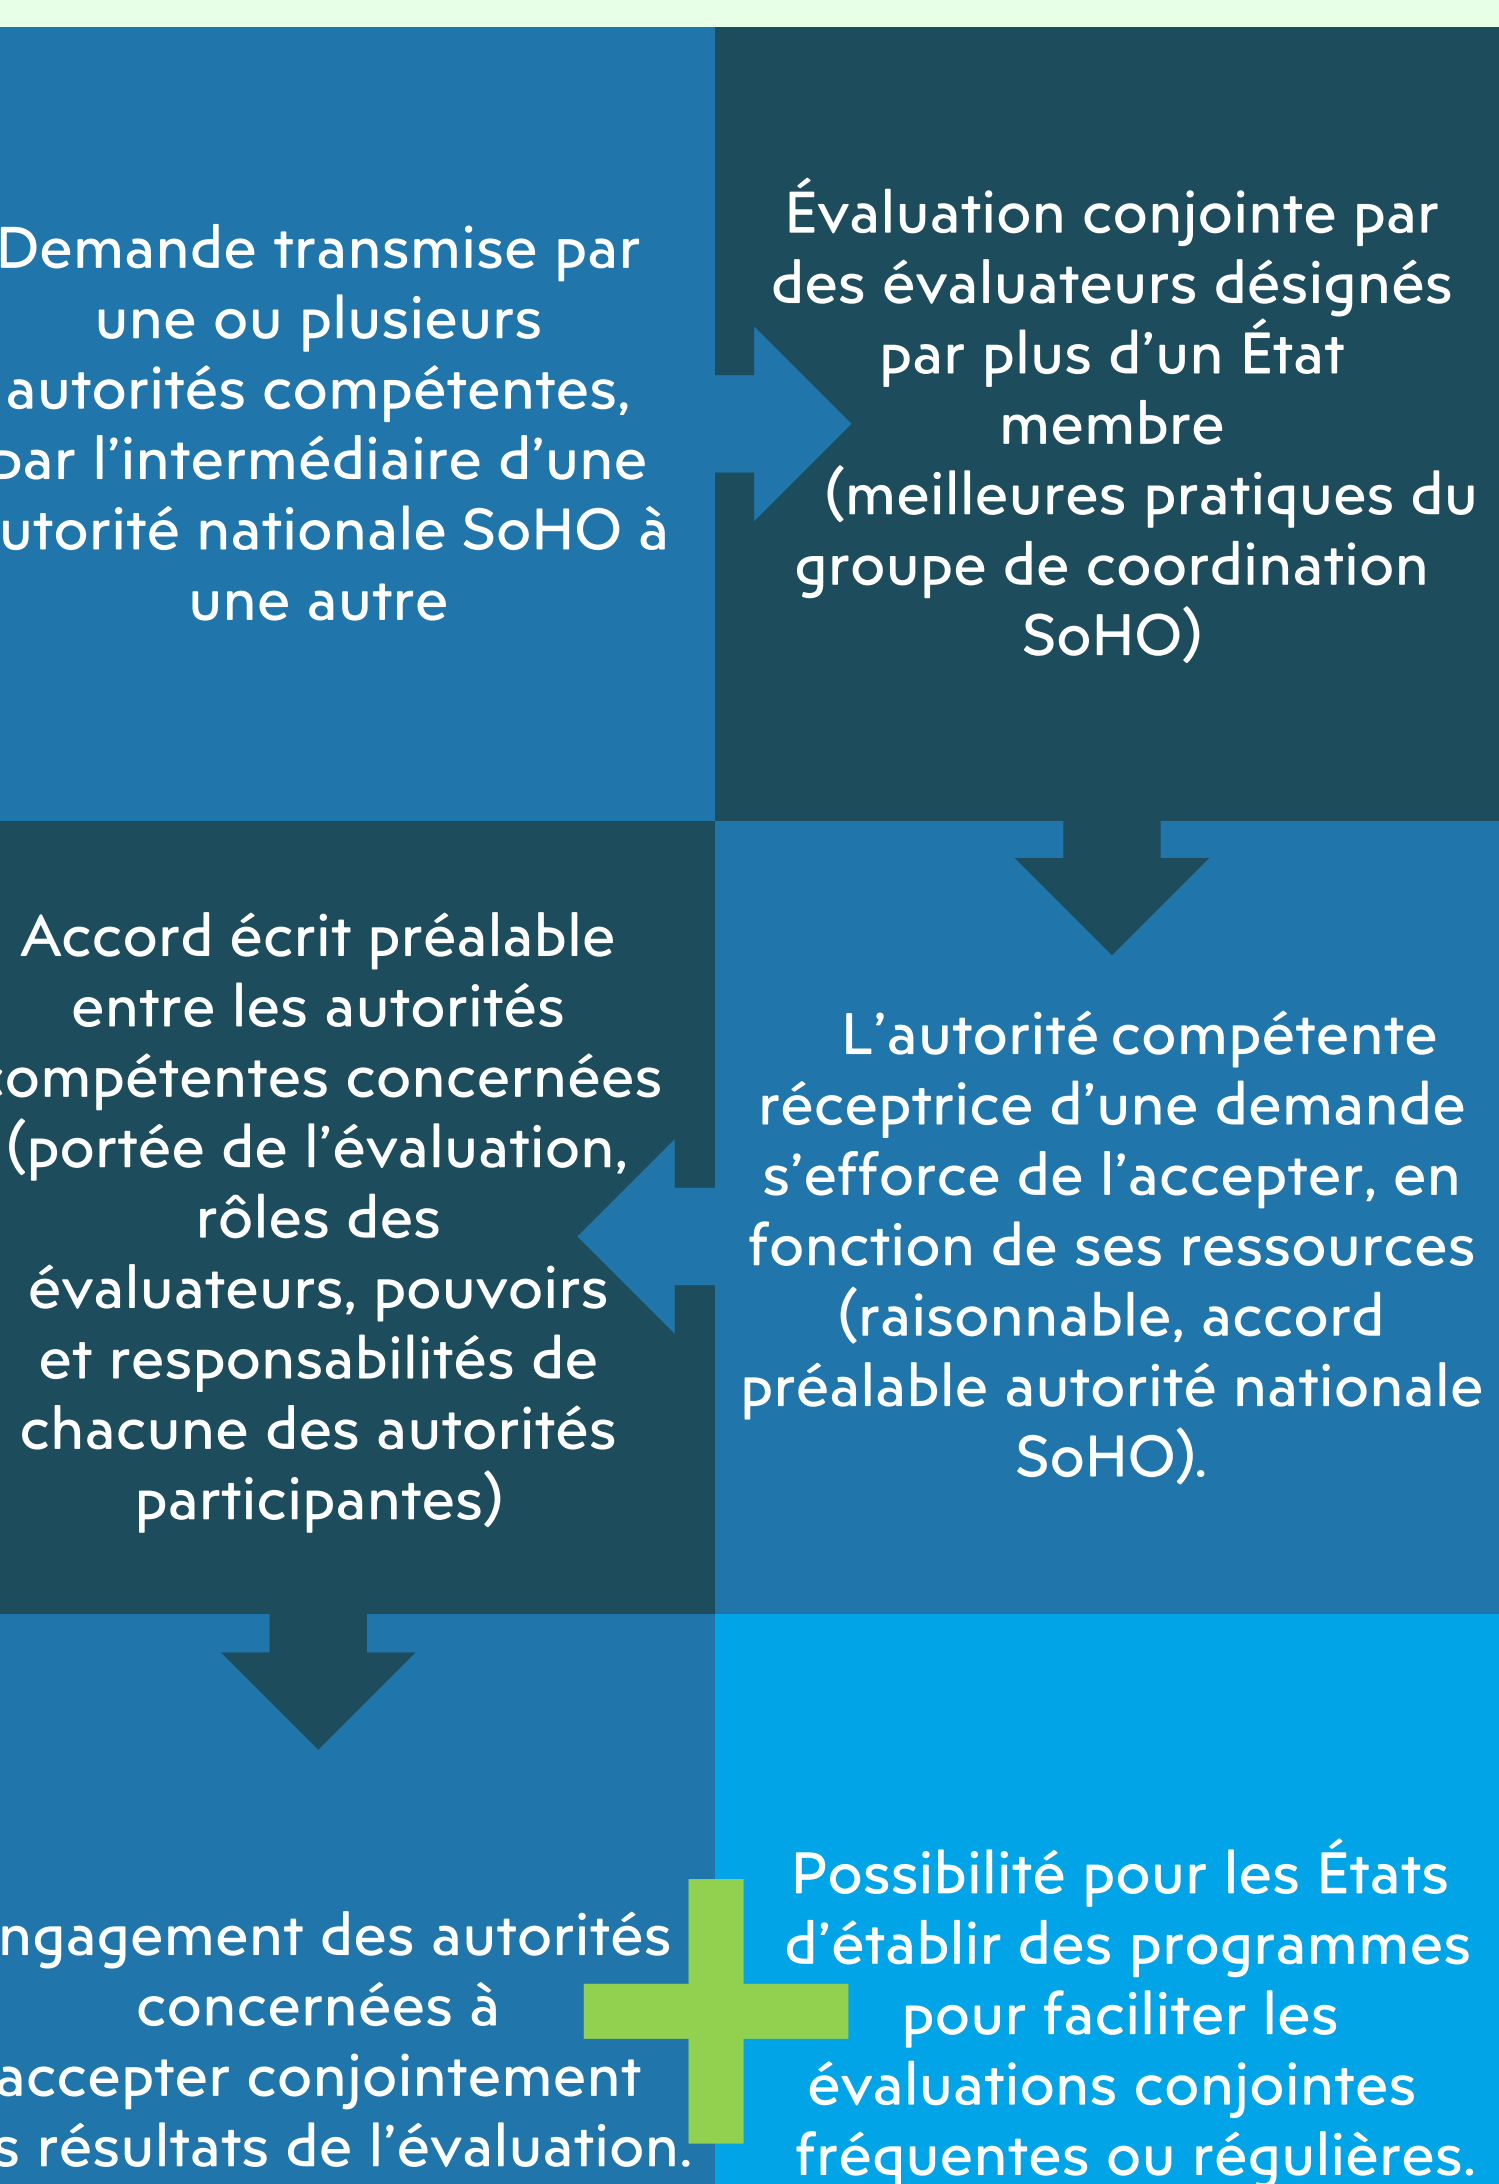 Demande transmise par
une ou plusieurs
autorités compétentes,
par l’intermédiaire d’une
utorité nationale SoHO à
une autre
Évaluation conjointe par
des évaluateurs désignés
par plus d’un État
membre
(meilleures pratiques du
groupe de coordination
SoHO)
L’autorité compétente
réceptrice d’une demande
s’efforce de l’accepter, en
fonction de ses ressources
(raisonnable, accord
préalable autorité nationale
SoHO).
Accord écrit préalable
entre les autorités
compétentes concernées
(portée de l’évaluation,
rôles des
évaluateurs, pouvoirs
et responsabilités de
chacune des autorités
participantes)
ngagement des autorités
concernées à
accepter conjointement
s résultats de l’évaluation.
Possibilité pour les États
d’établir des programmes
pour faciliter les
évaluations conjointes
fréquentes ou régulières.